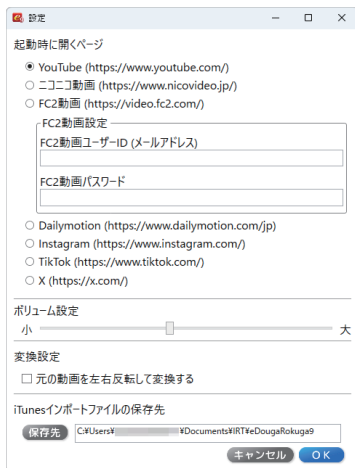 設定
起動時に開くページ
YouTube (https://www.youtube.com/)
ニコニコ動画 (https://www.nicovideo.jp/)
FC2動画 (https://video.fc2.com/)
FC2動画設定
FC2動画ユーザーID (メールアドレス)
FC2動画パスワード
Dailymotion (https://www.dailymotion.com/jp)
Instagram (https://www.instagram.com/)
TikTok (https://www.tiktok.com/)
X (https://x.com/)
ボリューム設定
小 大
変換設定
元の動画を左右反転して変換する
iTunesインポートファイルの保存先
保存先 C:¥Users¥ ¥Documents¥IRT¥eDougaRokuga9
キャンセル OK